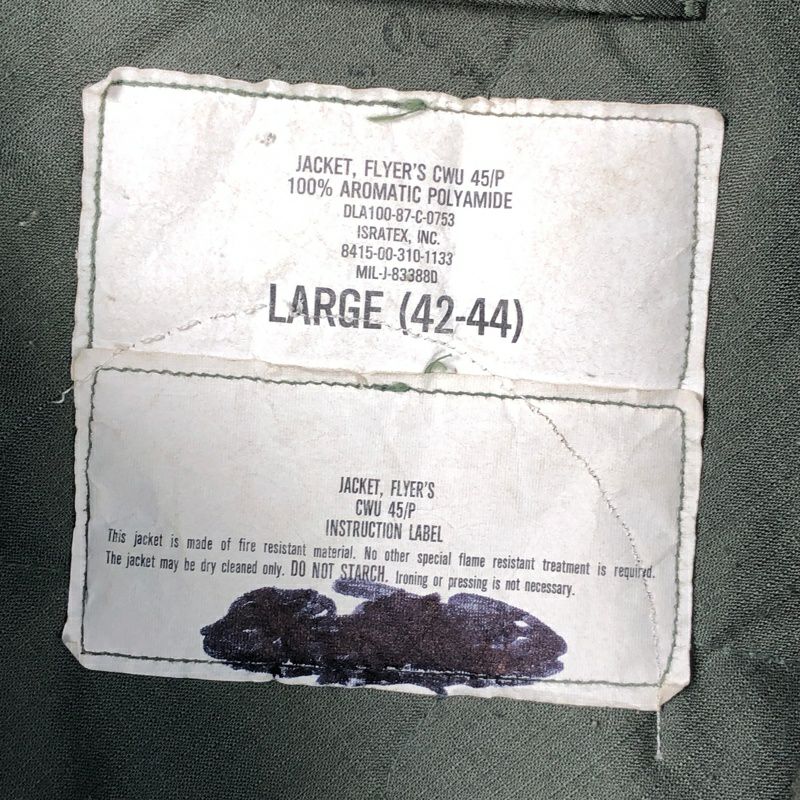 JACKET, FLYER'S CWU 45/P
100% AROMATIC POLYAMIDE
DLA100-87-C-0753
ISRATEX, INC.
8415-00-310-1133
MIL-J-83388D
LARGE (42-44)
JACKET, FLYER'S
CWU 45/P
INSTRUCTION LABEL
This jacket is made of fire resistant material. No other special flame resistant treatment is required.
The jacket may be dry cleaned only. DO NOT STARCH. Ironing or pressing is not necessary.